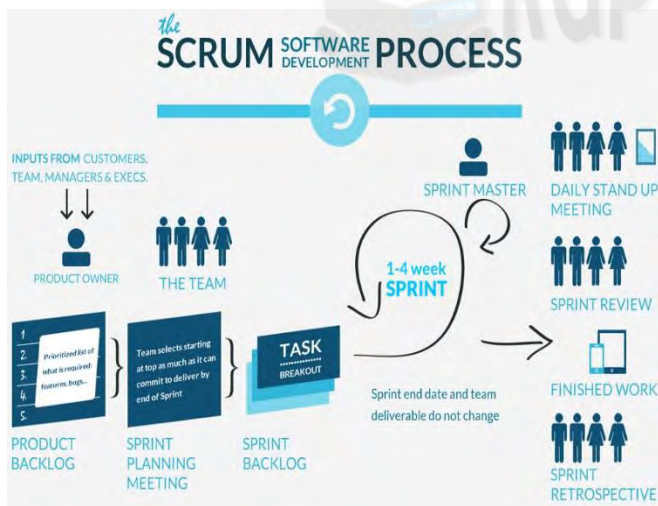 the
SCRUM SOFTWARE DEVELOPMENT PROCESS
INPUTS FROM CUSTOMERS,
TEAM, MANAGERS & EXECS.
PRODUCT OWNER
THE TEAM
SPRINT MASTER
DAILY STAND UP
MEETING
1-4 week
SPRINT
SPRINT REVIEW
1
2.
3.
4.
5.
Prioritized list of
what is required:
features, bugs...
Team selects starting
at top as much as it can
commit to deliver by
end of Sprint
TASK
BREAKOUT
Sprint end date and team
deliverable do not change
FINISHED WORK
PRODUCT
BACKLOG
SPRINT
PLANNING
MEETING
SPRINT
BACKLOG
SPRINT
RETROSPECTIVE